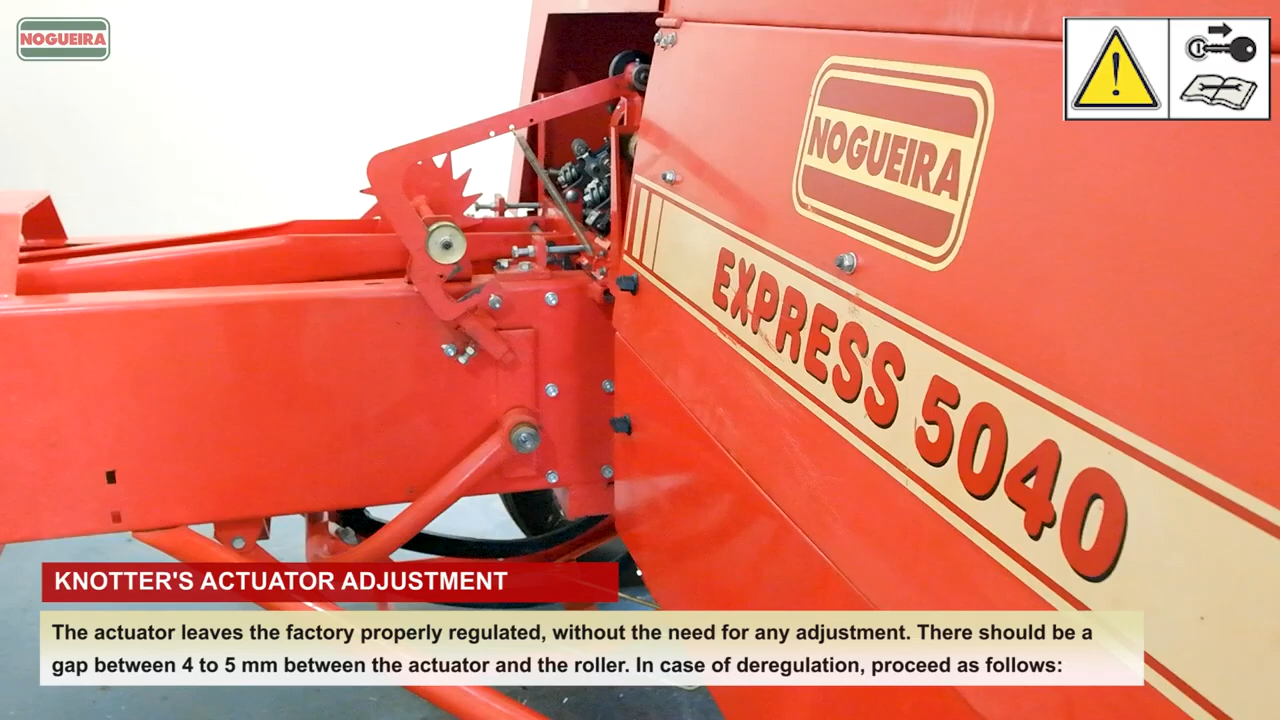 NOGUEIRA
NOGUEIRA
EXPRESS 5040
KNOTTER'S ACTUATOR ADJUSTMENT
The actuator leaves the factory properly regulated, without the need for any adjustment. There should be a
gap between 4 to 5 mm between the actuator and the roller. In case of deregulation, proceed as follows: